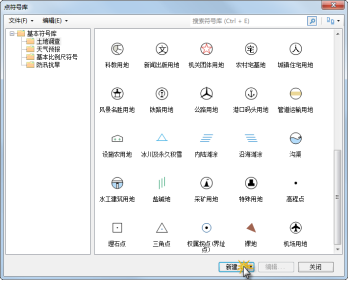 点符号库
文件(F) 编辑(E) 搜索符号库 (Ctrl + E)
基本符号库
土地调查
天气预报
基本比例尺符号
防汛抗旱
科教用地 新闻出版用地 机关团体用地 农村宅基地 城镇住宅用地
风景名胜用地 铁路用地 公路用地 港口码头用地 管道运输用地
设施农用地 冰川及永久积雪 内陆滩涂 沿海滩涂 沟渠
水工建筑用地 盐碱地 采矿用地 特殊用地 高程点
埋石点 三角点 权属拐点(界址点) 裸地 机场用地
新建 编辑... 关闭